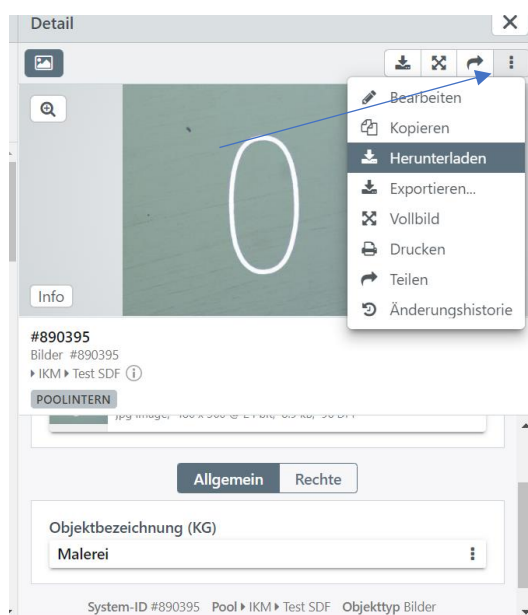 Detail
Bearbeiten
Kopieren
Herunterladen
Exportieren...
Vollbild
Drucken
Teilen
Änderungshistorie
Info
#890395
Bilder #890395
IKM Test SDF
POOLINTERN
Allgemein Rechte
Objektbezeichnung (KG)
Malerei
System-ID #890395 Pool IKM Test SDF Objekttyp Bilder